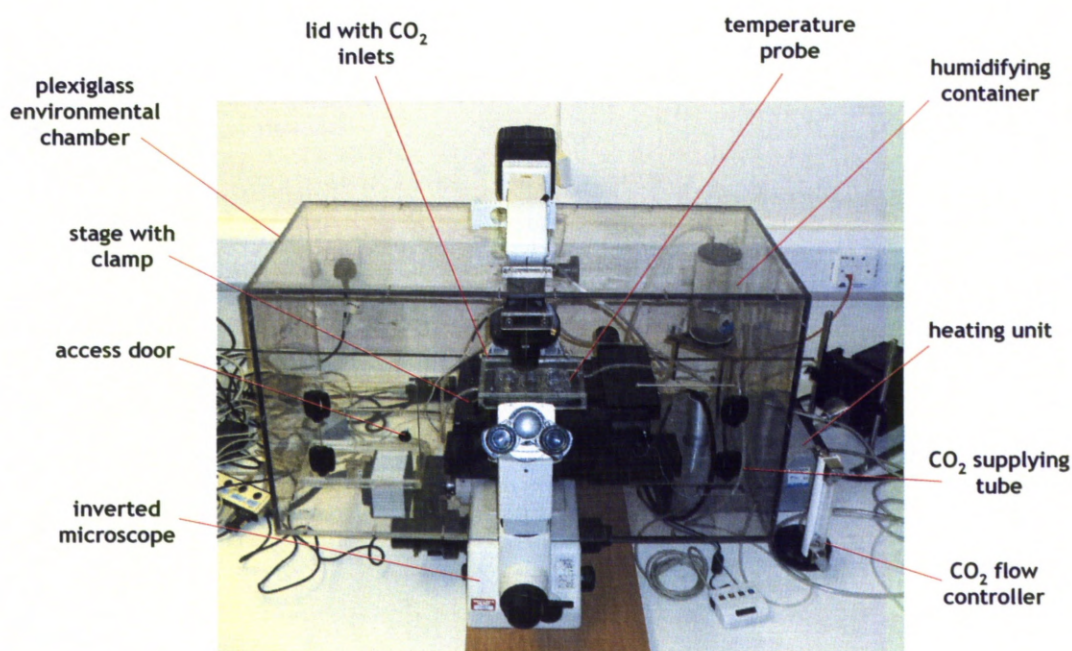 lid with CO₂
inlets
temperature
probe
humidifying
container
plexiglass
environmental
chamber
stage with
clamp
access door
heating unit
CO₂ supplying
tube
inverted
microscope
CO₂ flow
controller